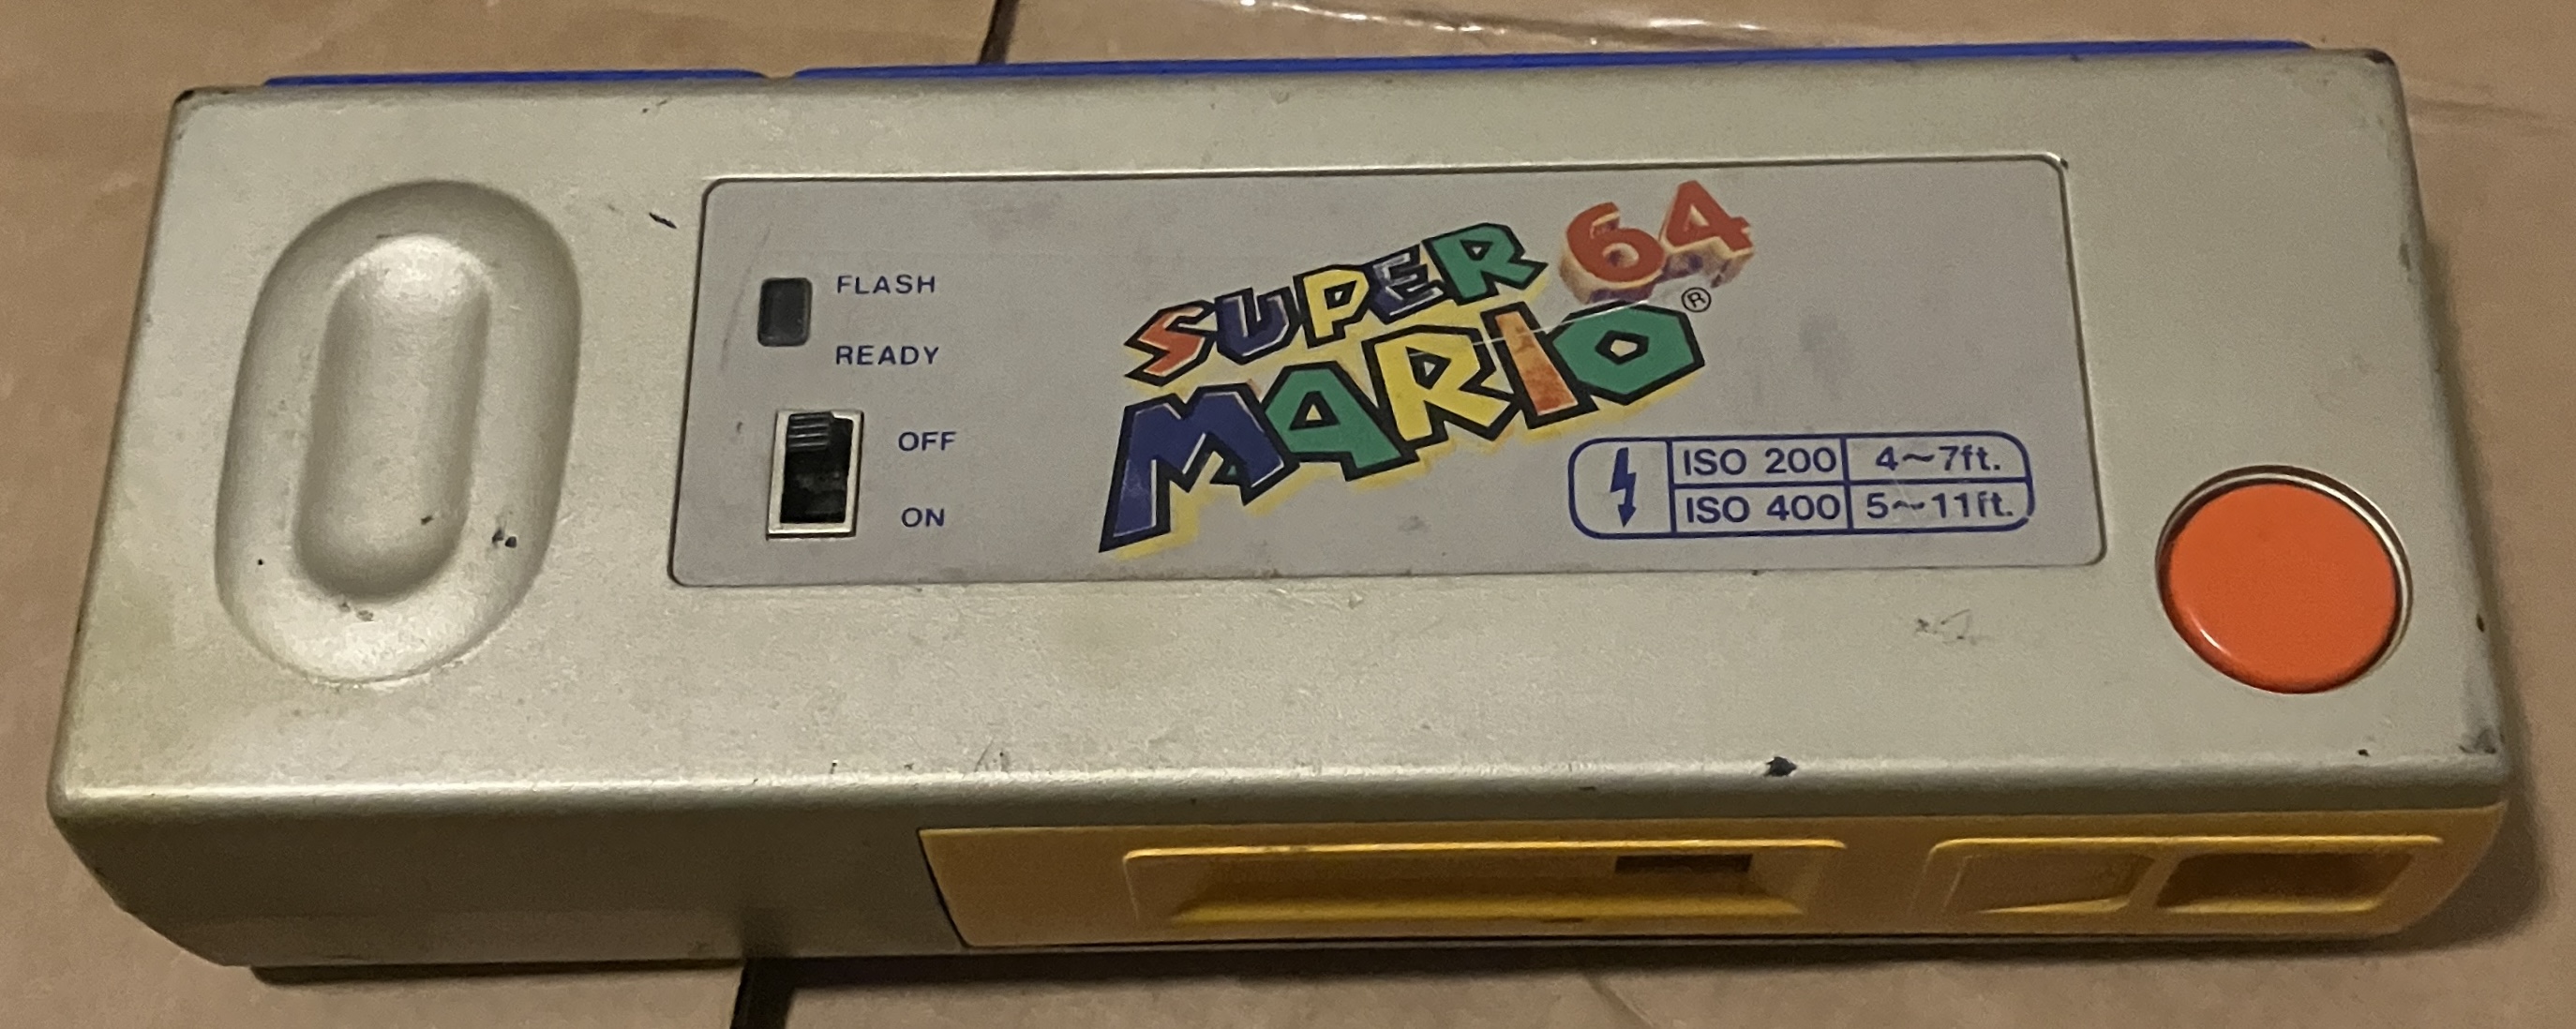 FLASH
READY
OFF
ON
SUPER
MARIO 64
®
ISO 200 4~7ft.
ISO 400 5~11ft.